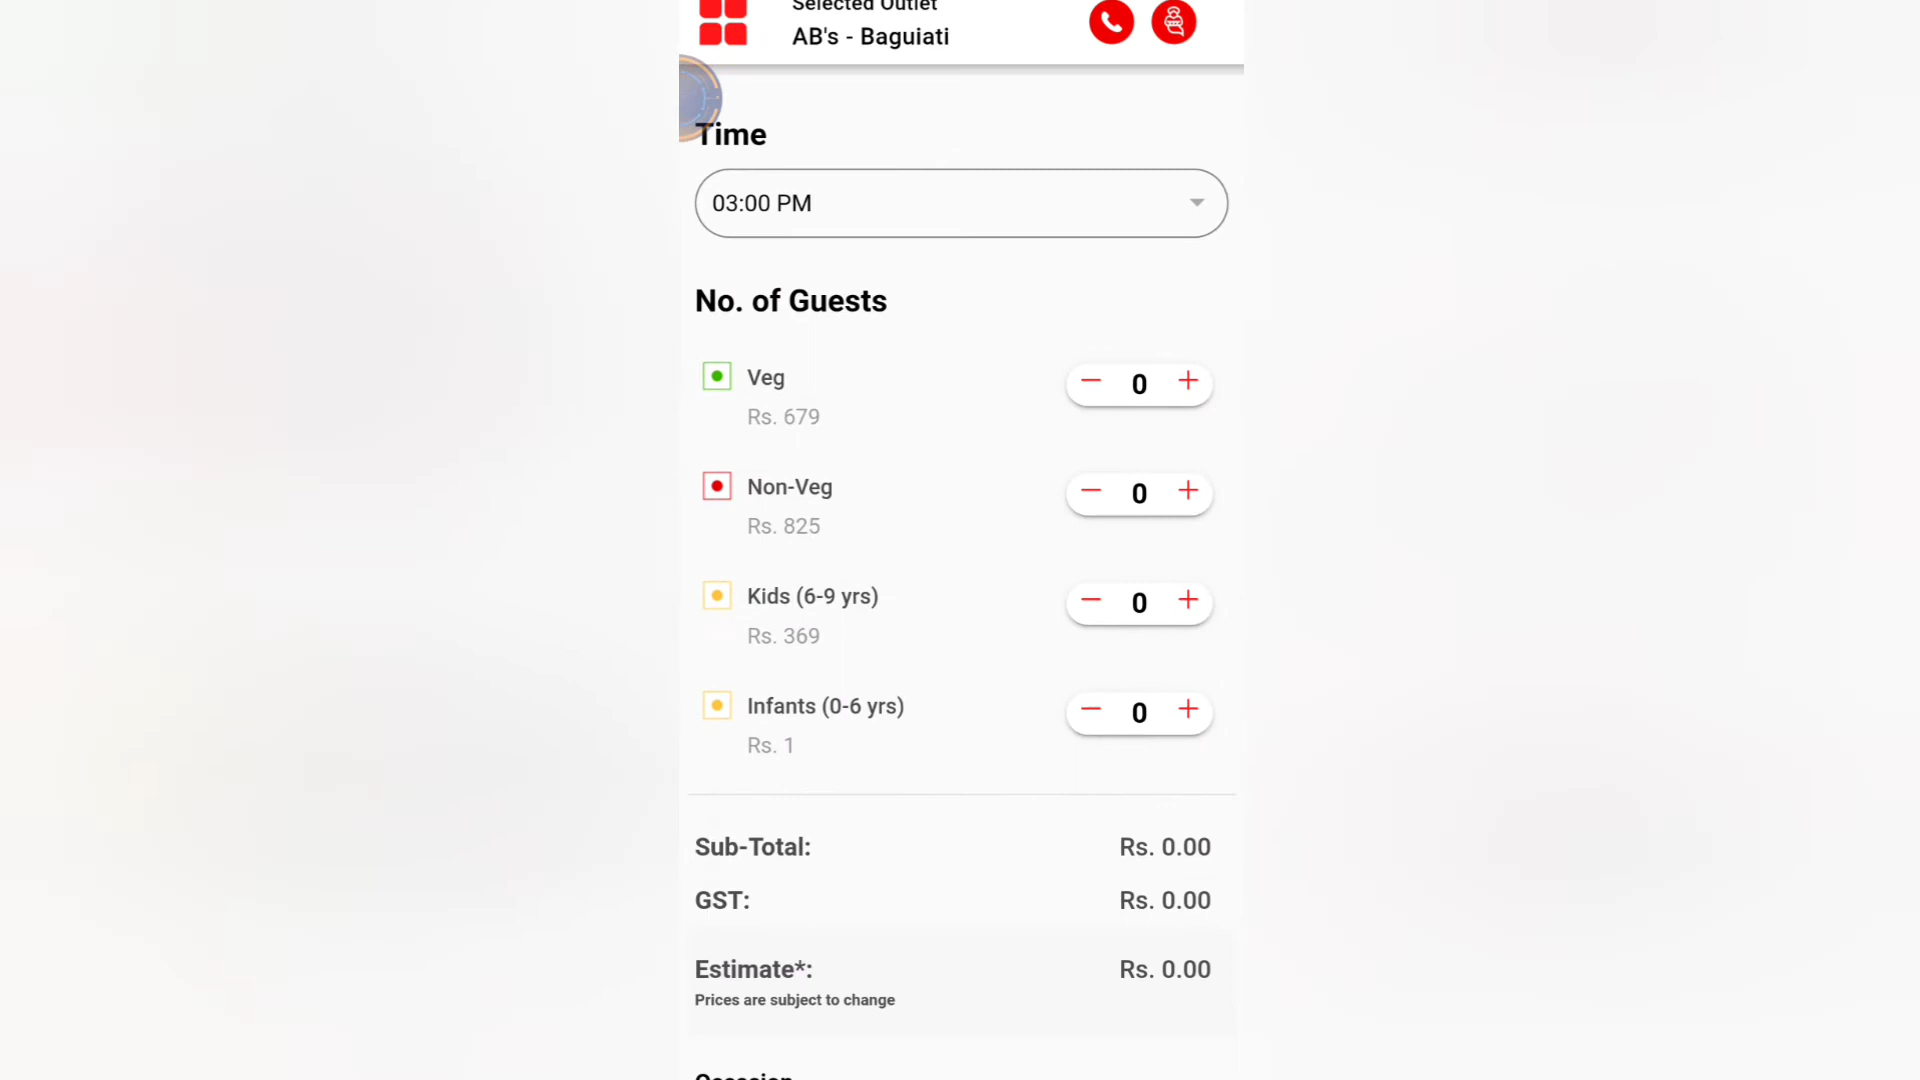 Selected Outlet
AB's - Baguiati
Time
03:00 PM
No. of Guests
Veg
0
Rs. 679
Non-Veg
0
Rs. 825
Kids (6-9 yrs)
0
Rs. 369
Infants (0-6 yrs)
0
Rs. 1
Sub-Total: Rs. 0.00
GST: Rs. 0.00
Estimate*: Rs. 0.00
Prices are subject to change
Occasion